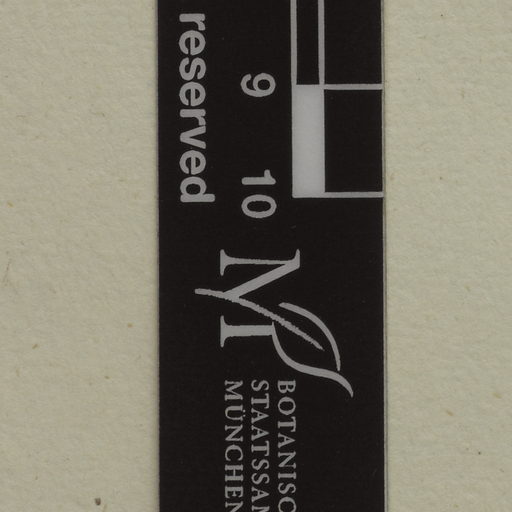 reserved
9 10
M
BOTANISC
STAATSSAM
MÜNCHEN